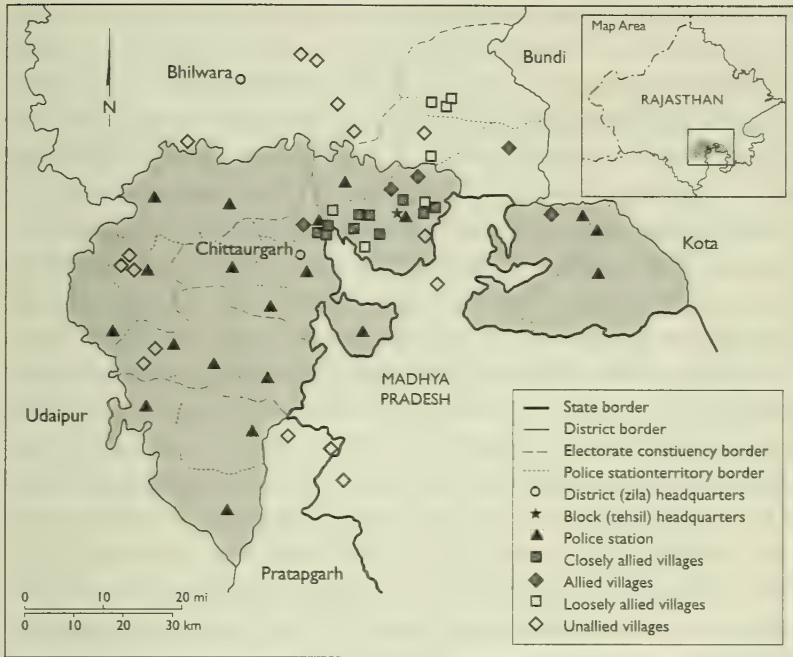 Map Area
RAJASTHAN
Bundi
Bhilwara
N
Kota
Chittaurgarh
MADHYA
PRADESH
Udaipur
Pratapgarh
0 10 20 mi
0 10 20 30 km
State border
District border
Electorate constiuency border
Police stationterritory border
District (zila) headquarters
Block (tehsil) headquarters
Police station
Closely allied villages
Allied villages
Loosely allied villages
Unallied villages